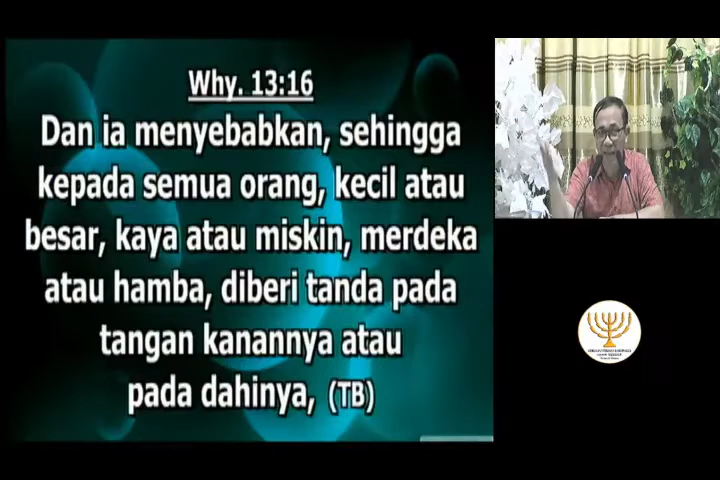 Why. 13:16
Dan ia menyebabkan, sehingga
kepada semua orang, kecil atau
besar, kaya atau miskin, merdeka
atau hamba, diberi tanda pada
tangan kanannya atau
pada dahinya, (TB)